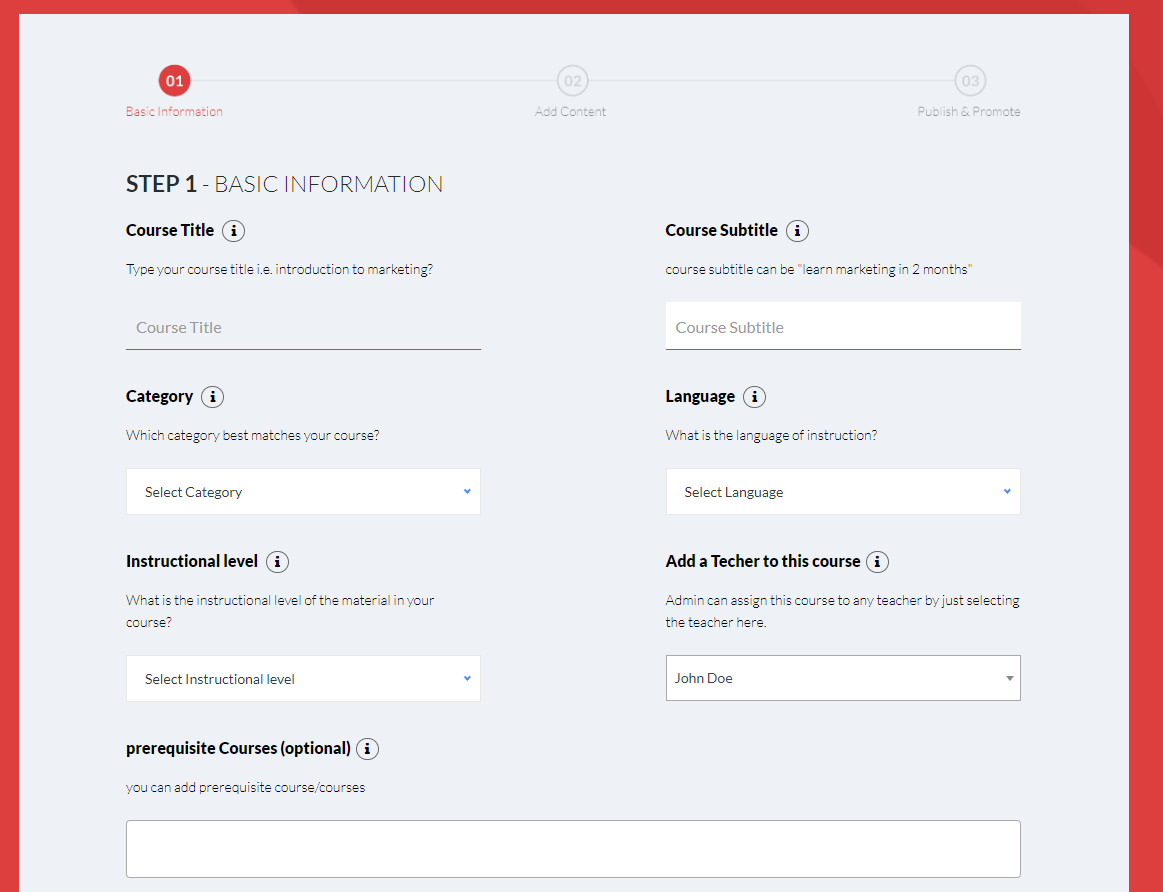 01
02
03
Basic Information
Add Content
Publish & Promote
STEP 1 - BASIC INFORMATION
Course Title i
Course Subtitle i
Type your course title i.e. introduction to marketing?
course subtitle can be "learn marketing in 2 months"
Course Title
Course Subtitle
Category i
Language i
Which category best matches your course?
What is the language of instruction?
Select Category
Select Language
Instructional level i
Add a Techer to this course i
What is the instructional level of the material in your
course?
Admin can assign this course to any teacher by just selecting
the teacher here.
Select Instructional level
John Doe
prerequisite Courses (optional) i
you can add prerequisite course/courses